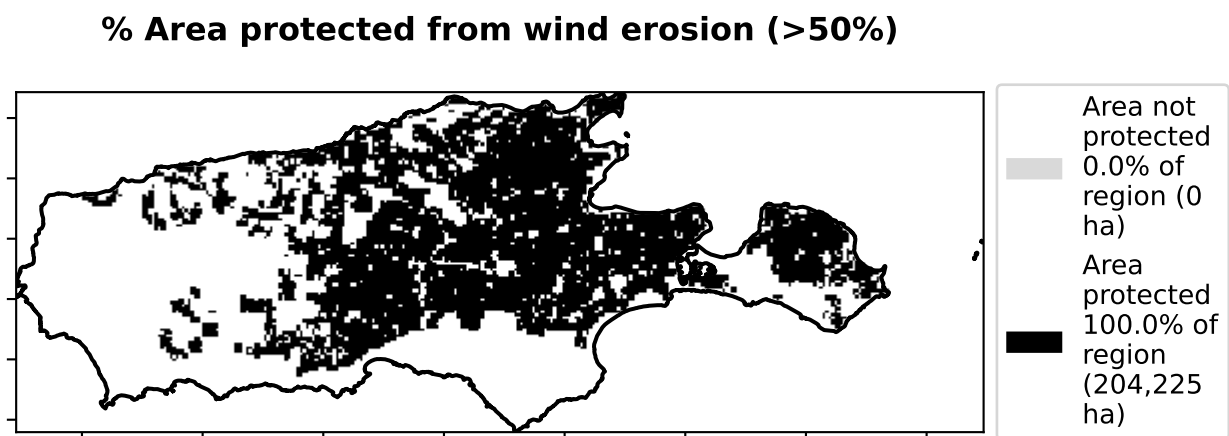 % Area protected from wind erosion (>50%)
Area not
protected
0.0% of
region (0
ha)
Area
protected
100.0% of
region
(204,225
ha)